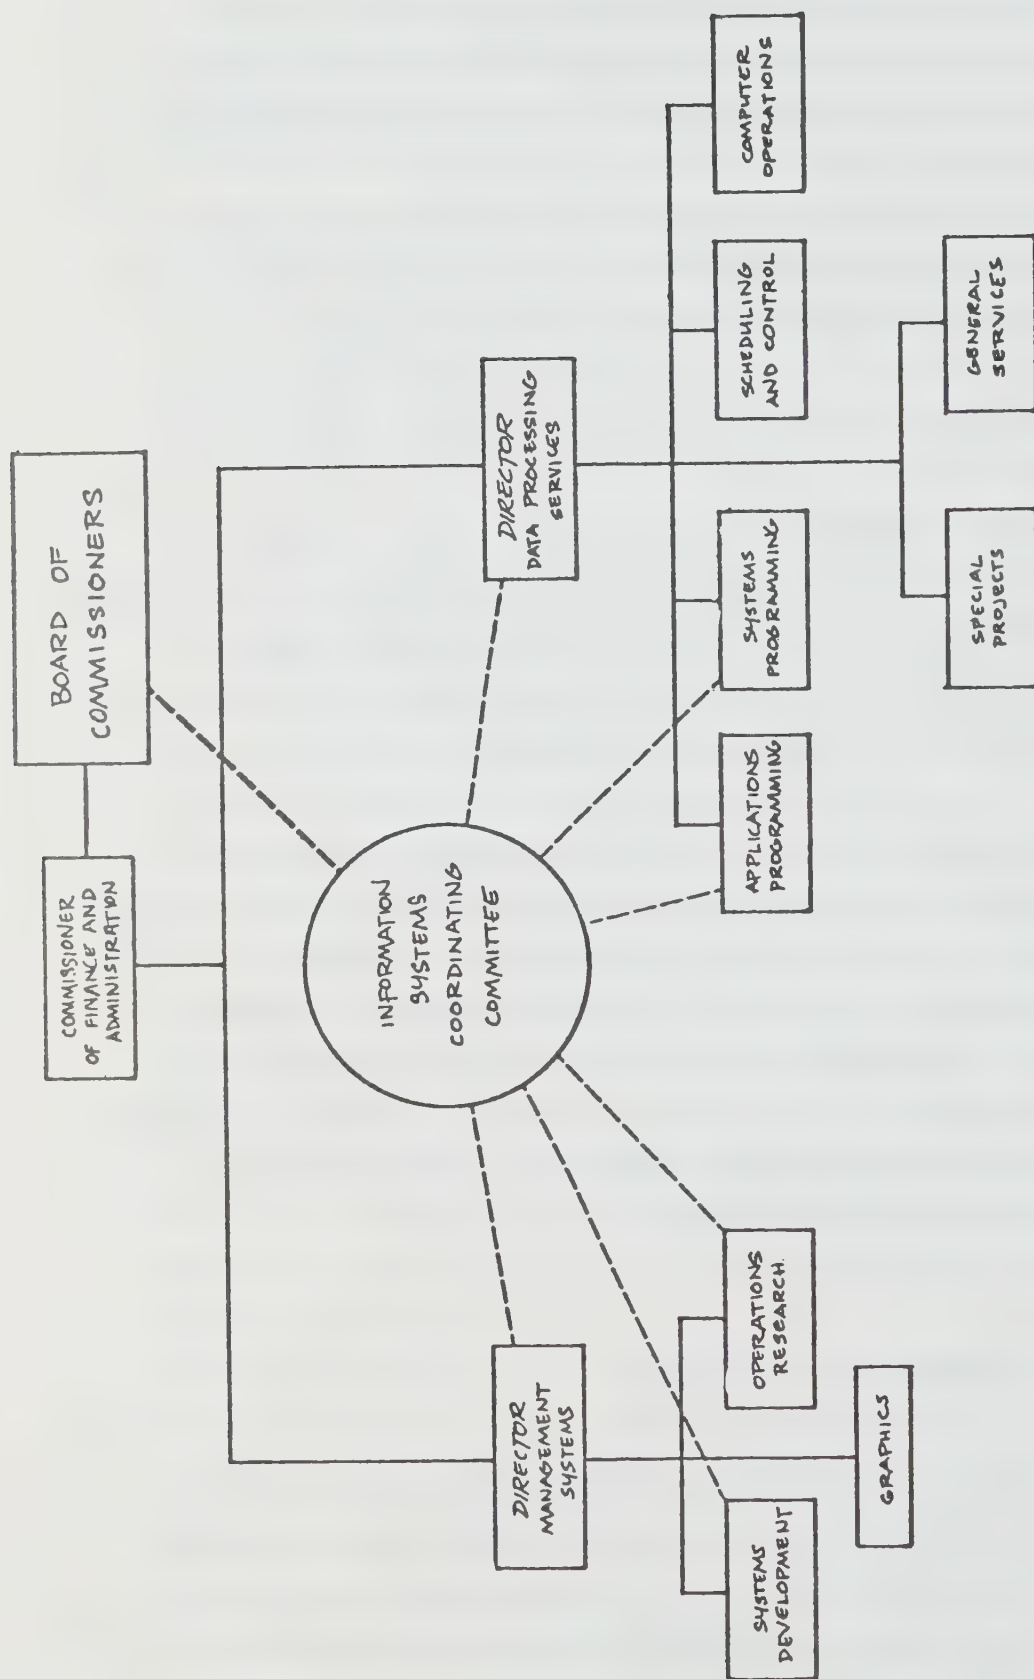 BOARD OF
COMMISSIONERS
COMMISSIONER
OF FINANCE AND
ADMINISTRATION
INFORMATION
SYSTEMS
COORDINATING
COMMITTEE
DIRECTOR
MANAGEMENT
SYSTEMS
DIRECTOR
DATA PROCESSING
SERVICES
SYSTEMS
DEVELOPMENT
OPERATIONS
RESEARCH.
GRAPHICS
APPLICATIONS
PROGRAMMING
SYSTEMS
PROGRAMMING
SCHEDULING
AND CONTROL
COMPUTER
OPERATIONS
SPECIAL
PROJECTS
GENERAL
SERVICES